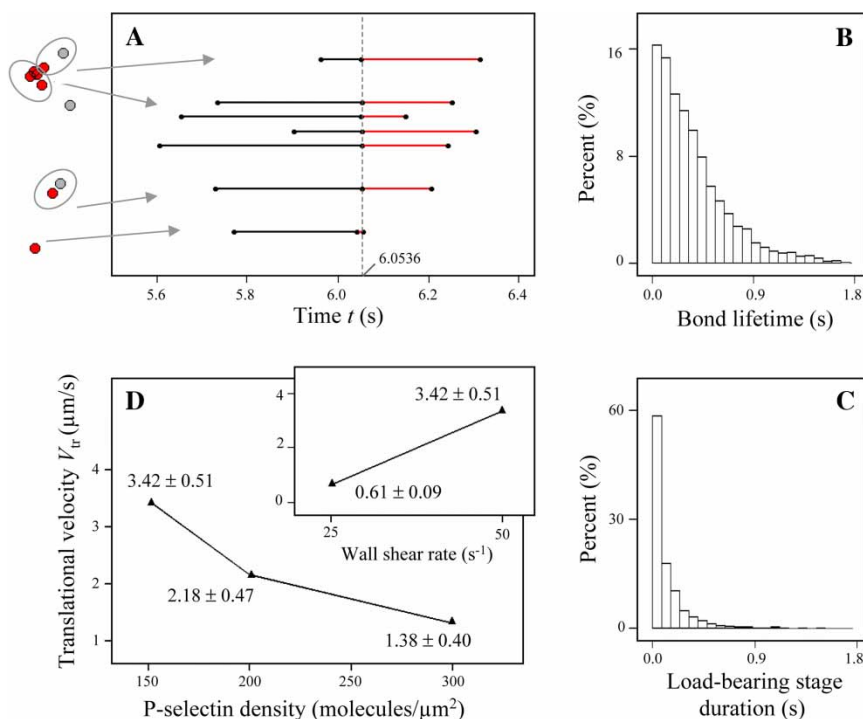 A
6.0536
5.6 5.8 6.0 6.2 6.4
Time t (s)
B
Percent (%)
16
8
0
0.0 0.9 1.8
Bond lifetime (s)
D
Translational velocity Vtr (μm/s)
4
3
2
1
3.42 ± 0.51
2.18 ± 0.47
1.38 ± 0.40
150 200 250 300
P-selectin density (molecules/μm²)
4
2
0
3.42 ± 0.51
0.61 ± 0.09
25 50
Wall shear rate (s⁻¹)
C
Percent (%)
60
30
0
0.0 0.9 1.8
Load-bearing stage
duration (s)